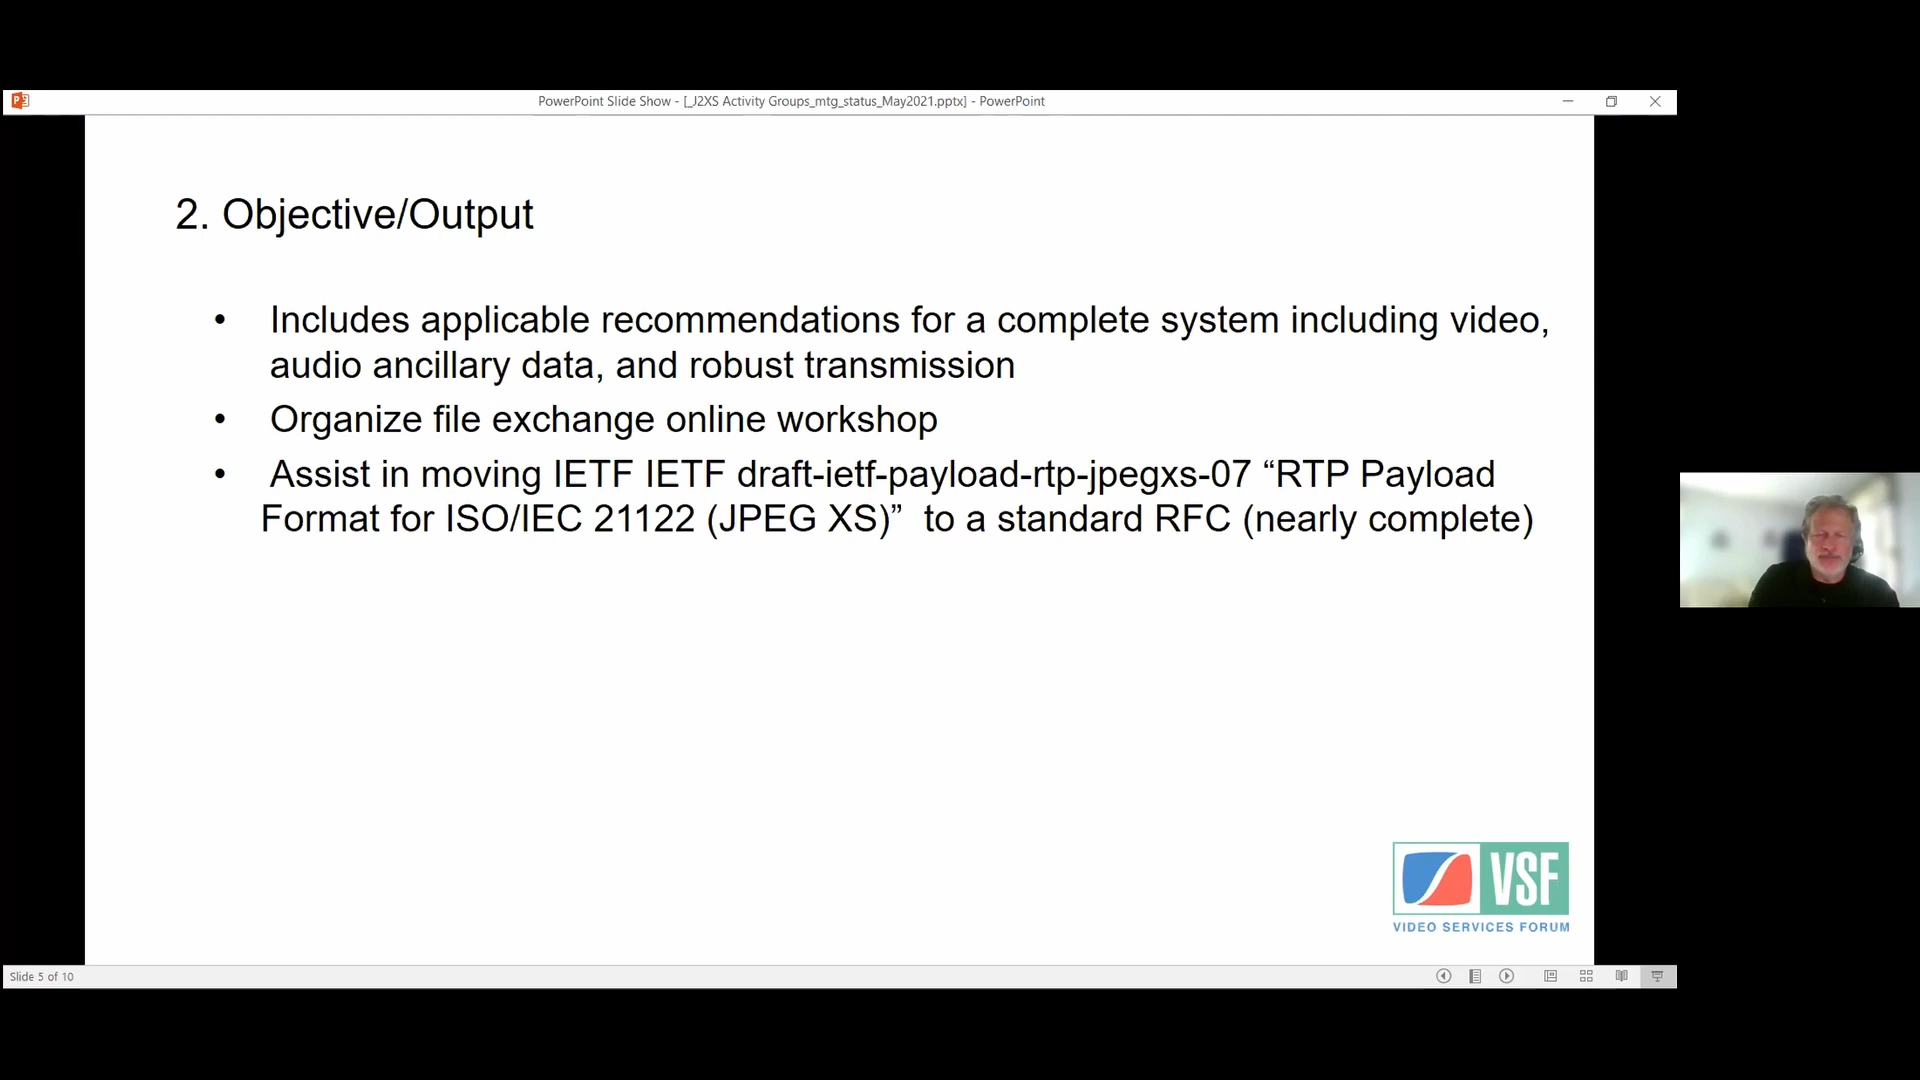 PowerPoint Slide Show - [_J2XS Activity Groups_mtg_status_May2021.pptx] - PowerPoint
2. Objective/Output
• Includes applicable recommendations for a complete system including video,
audio ancillary data, and robust transmission
• Organize file exchange online workshop
• Assist in moving IETF IETF draft-ietf-payload-rtp-jpegxs-07 “RTP Payload
Format for ISO/IEC 21122 (JPEG XS)” to a standard RFC (nearly complete)
VSF
VIDEO SERVICES FORUM
Slide 5 of 10